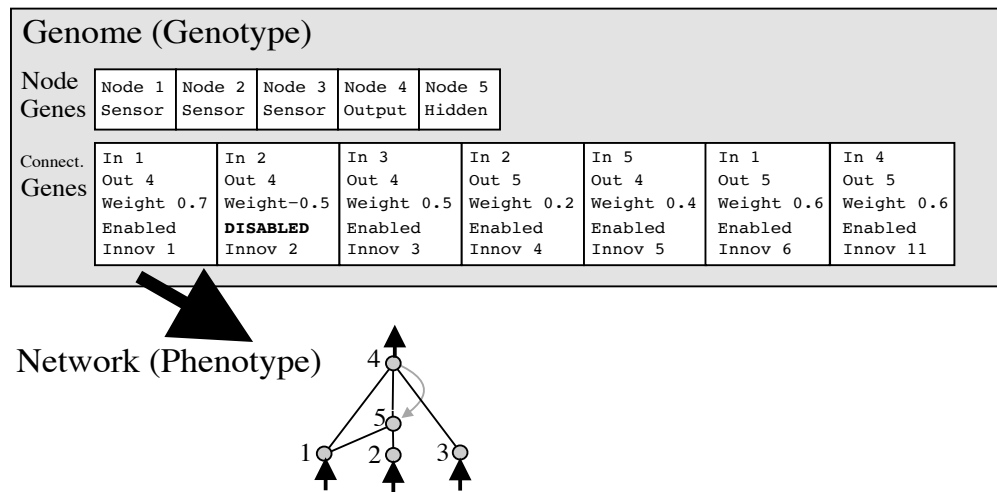 Genome (Genotype)
Node Genes
Node 1 Node 2 Node 3 Node 4 Node 5
Sensor Sensor Sensor Output Hidden
Connect. Genes
In 1 In 2 In 3 In 2 In 5 In 1 In 4
Out 4 Out 4 Out 4 Out 5 Out 4 Out 5 Out 5
Weight 0.7 Weight-0.5 Weight 0.5 Weight 0.2 Weight 0.4 Weight 0.6 Weight 0.6
Enabled DISABLED Enabled Enabled Enabled Enabled Enabled
Innov 1 Innov 2 Innov 3 Innov 4 Innov 5 Innov 6 Innov 11
Network (Phenotype)
4
5
1 2 3